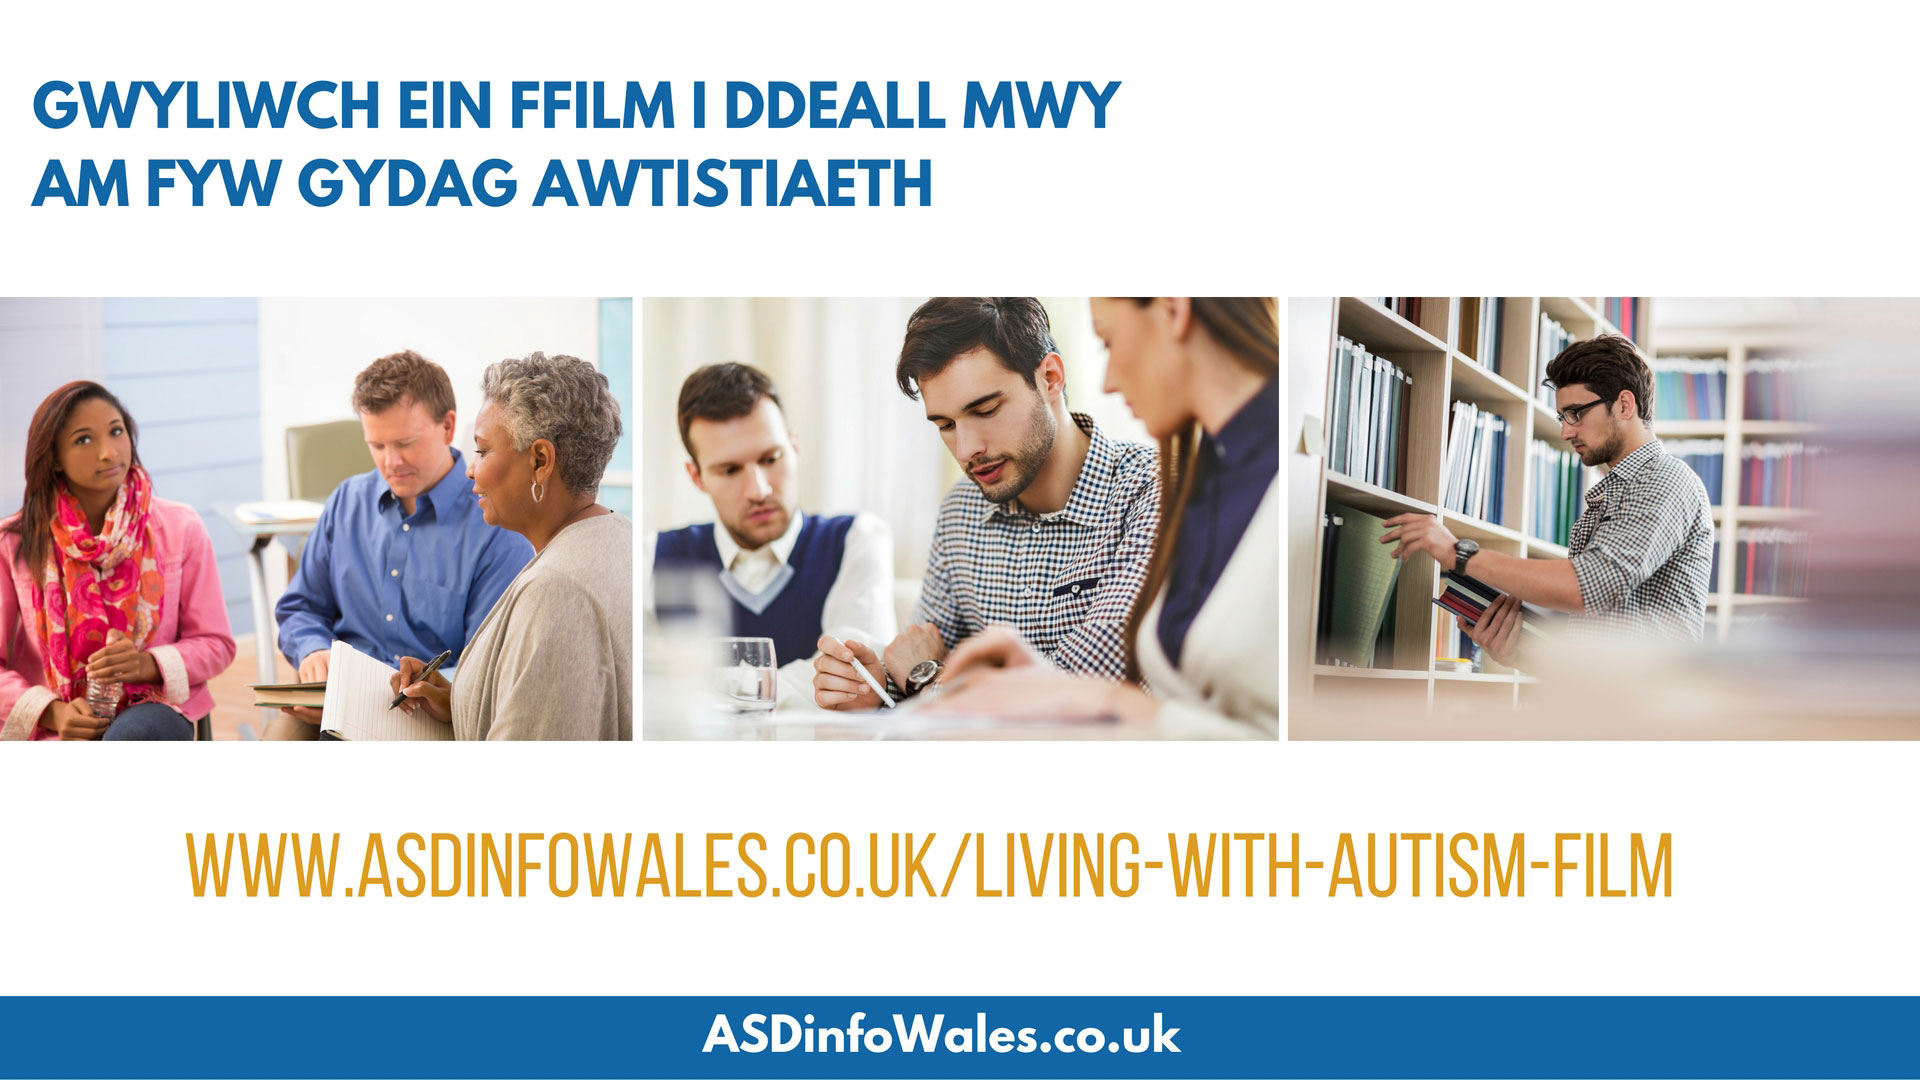 GWYLIWCH EIN FFILM I DDEALL MWY
AM FYW GYDAG AWTISTIAETH
WWW.ASDINFOWALES.CO.UK/LIVING-WITH-AUTISM-FILM
ASDinfoWales.co.uk